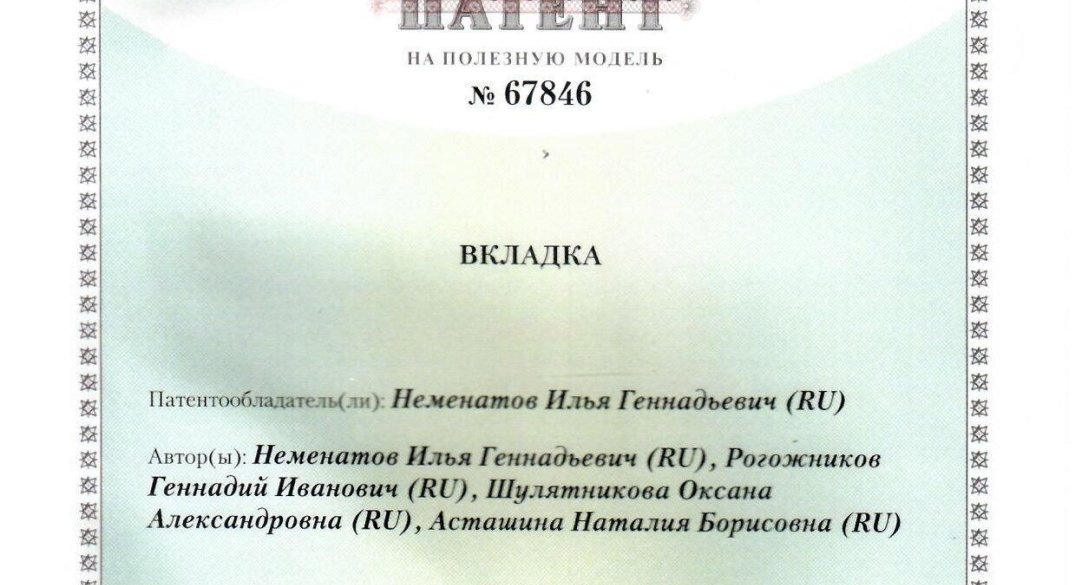 ПАТЕНТ
НА ПОЛЕЗНУЮ МОДЕЛЬ
№ 67846
ВКЛАДКА
Патентообладатель(ли): Неменатов Илья Геннадьевич (RU)
Автор(ы): Неменатов Илья Геннадьевич (RU), Рогожников
Геннадий Иванович (RU), Шулятникова Оксана
Александровна (RU), Асташина Наталия Борисовна (RU)